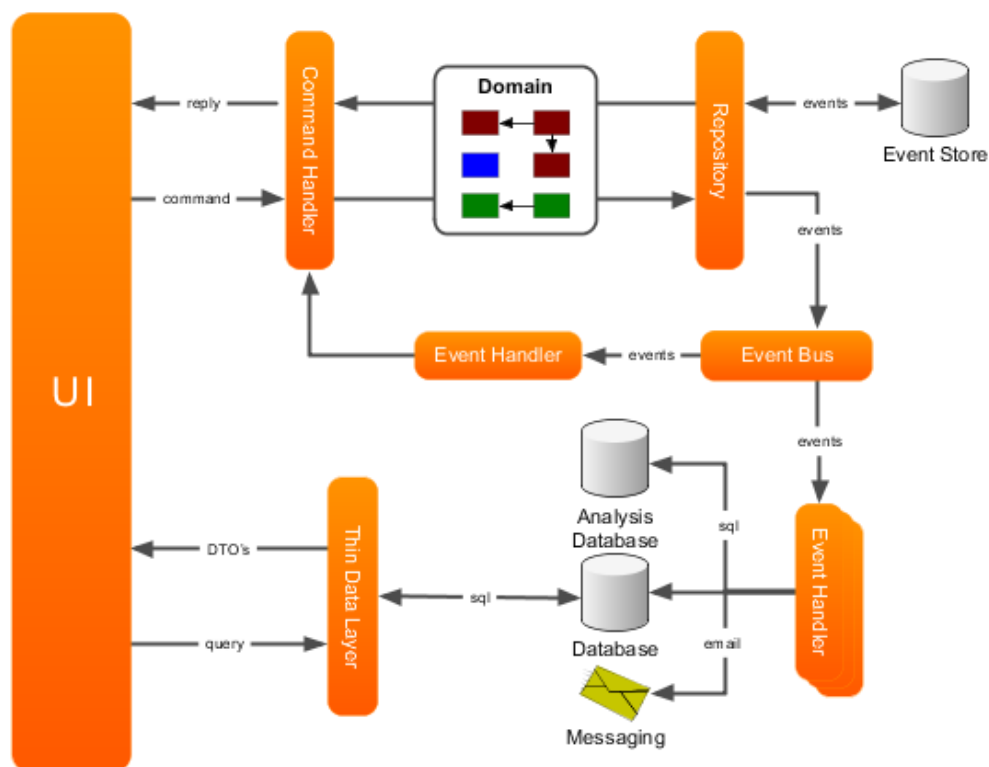 Domain
reply
Command Handler
Repository
events
Event Store
command
events
Event Handler
events
Event Bus
UI
events
Analysis
Database
sql
Thin Data Layer
DTO's
sql
Event Handler
Database
query
email
Messaging